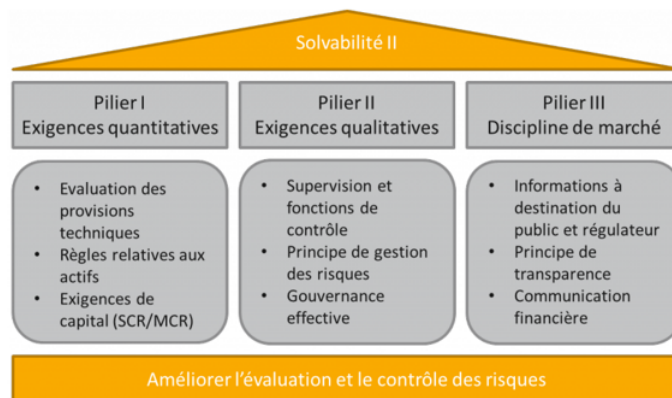 Solvabilité II
Pilier I
Exigences quantitatives
Pilier II
Exigences qualitatives
Pilier III
Discipline de marché
• Evaluation des
provisions
techniques
• Règles relatives aux
actifs
• Exigences de
capital (SCR/MCR)
• Supervision et
fonctions de
contrôle
• Principe de gestion
des risques
• Gouvernance
effective
• Informations à
destination du
public et régulateur
• Principe de
transparence
• Communication
financière
Améliorer l'évaluation et le contrôle des risques